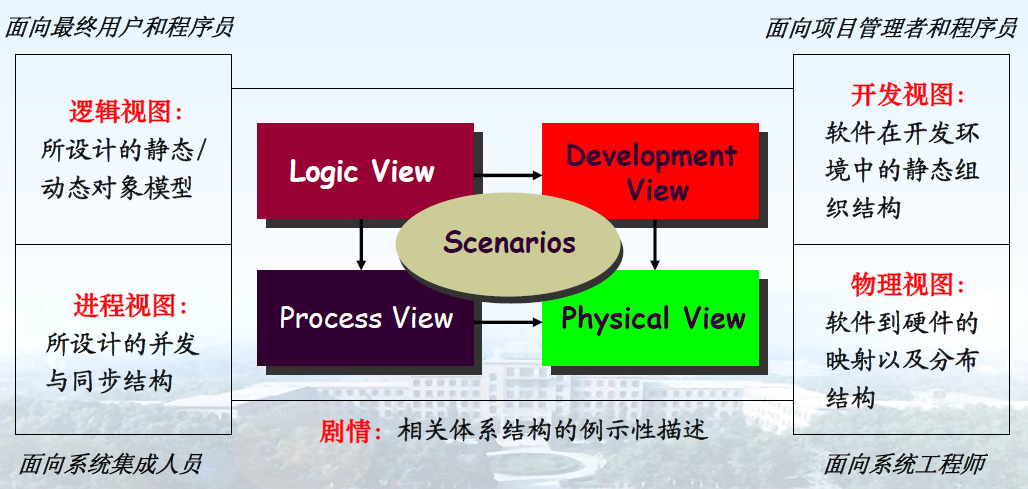 面向最终用户和程序员
面向项目管理者和程序员
逻辑视图：
所设计的静态/
动态对象模型
Logic View
Development
View
开发视图：
软件在开发环
境中的静态组
织结构
Scenarios
进程视图：
所设计的并发
与同步结构
Process View
Physical View
物理视图：
软件到硬件的
映射以及分布
结构
剧情：相关体系结构的例示性描述
面向系统集成人员
面向系统工程师